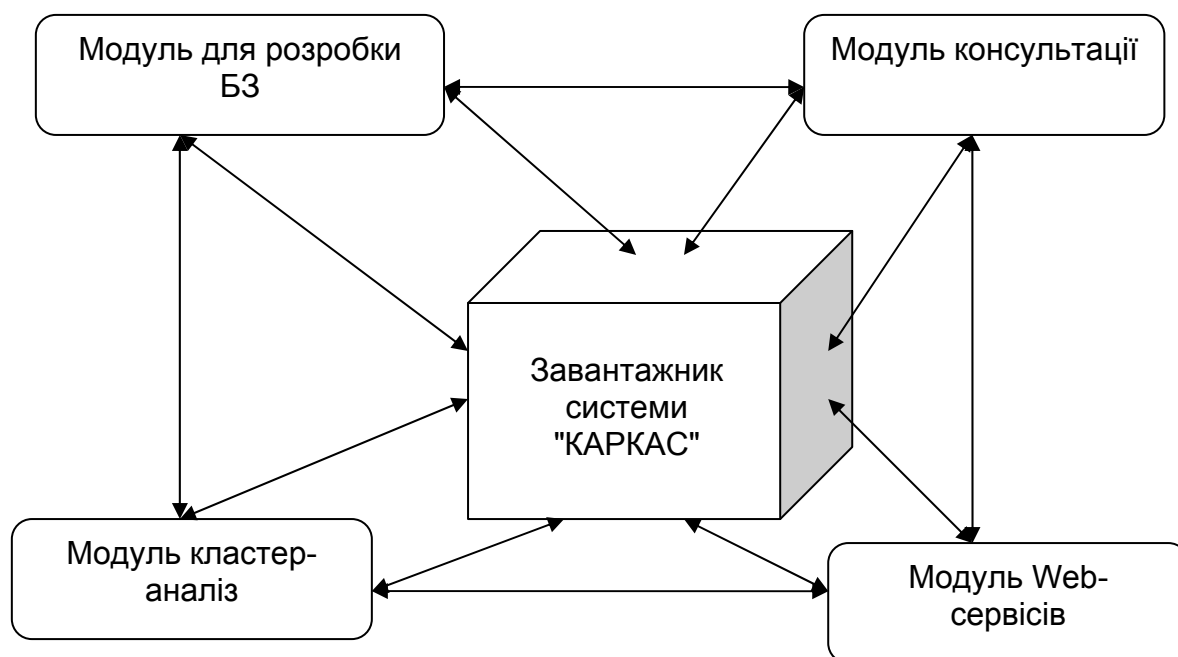 Модуль для розробки
БЗ
Модуль консультації
Завантажник
системи
"КАРКАС"
Модуль кластер-
аналіз
Модуль Web-
сервісів